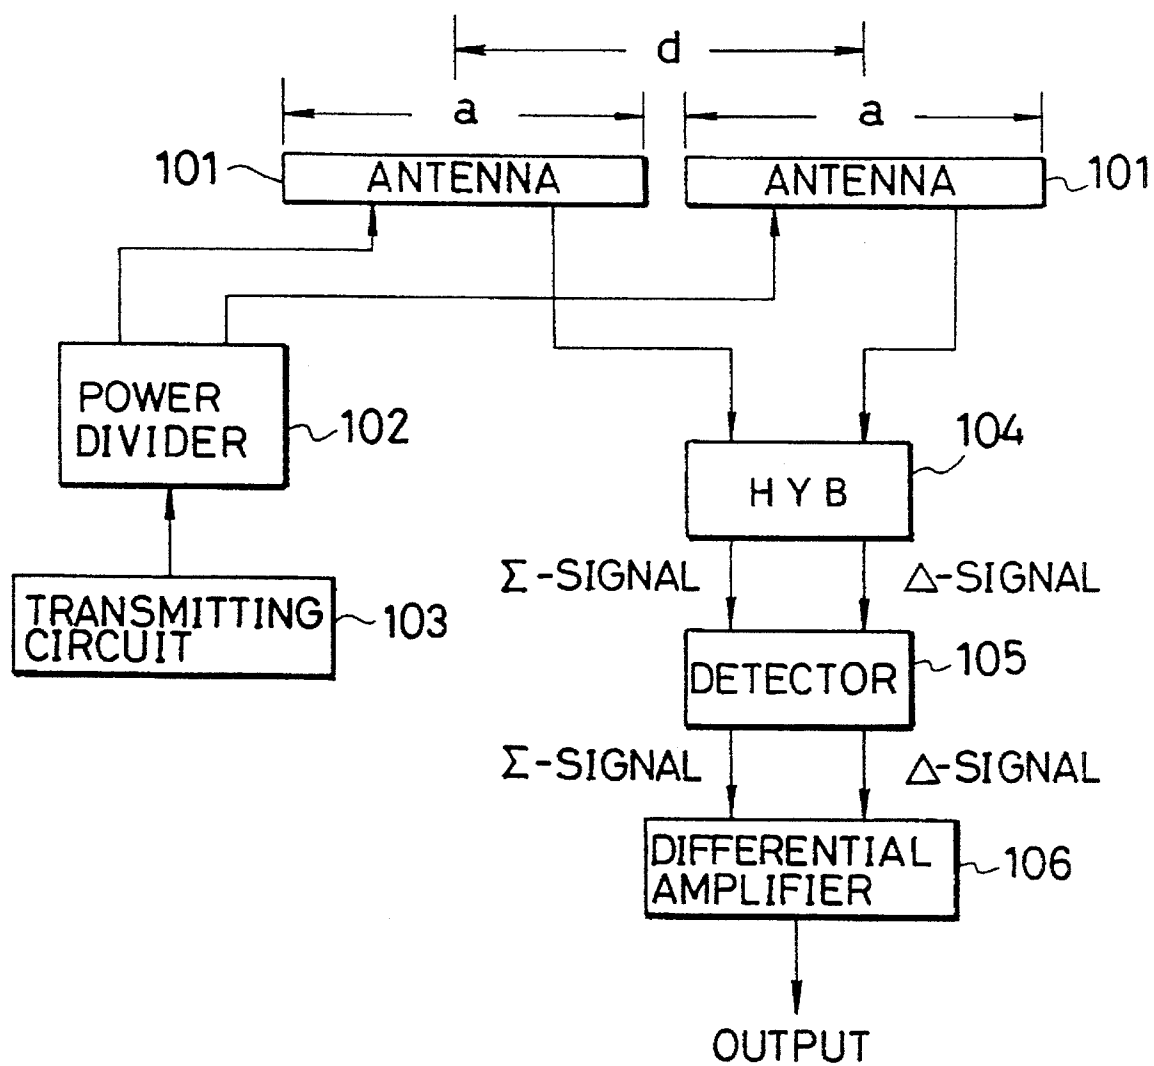 d
a
a
101
ANTENNA
ANTENNA
101
POWER
DIVIDER
102
104
HYB
Σ-SIGNAL
Δ-SIGNAL
TRANSMITTING
CIRCUIT
103
DETECTOR
105
Σ-SIGNAL
Δ-SIGNAL
DIFFERENTIAL
AMPLIFIER
106
OUTPUT